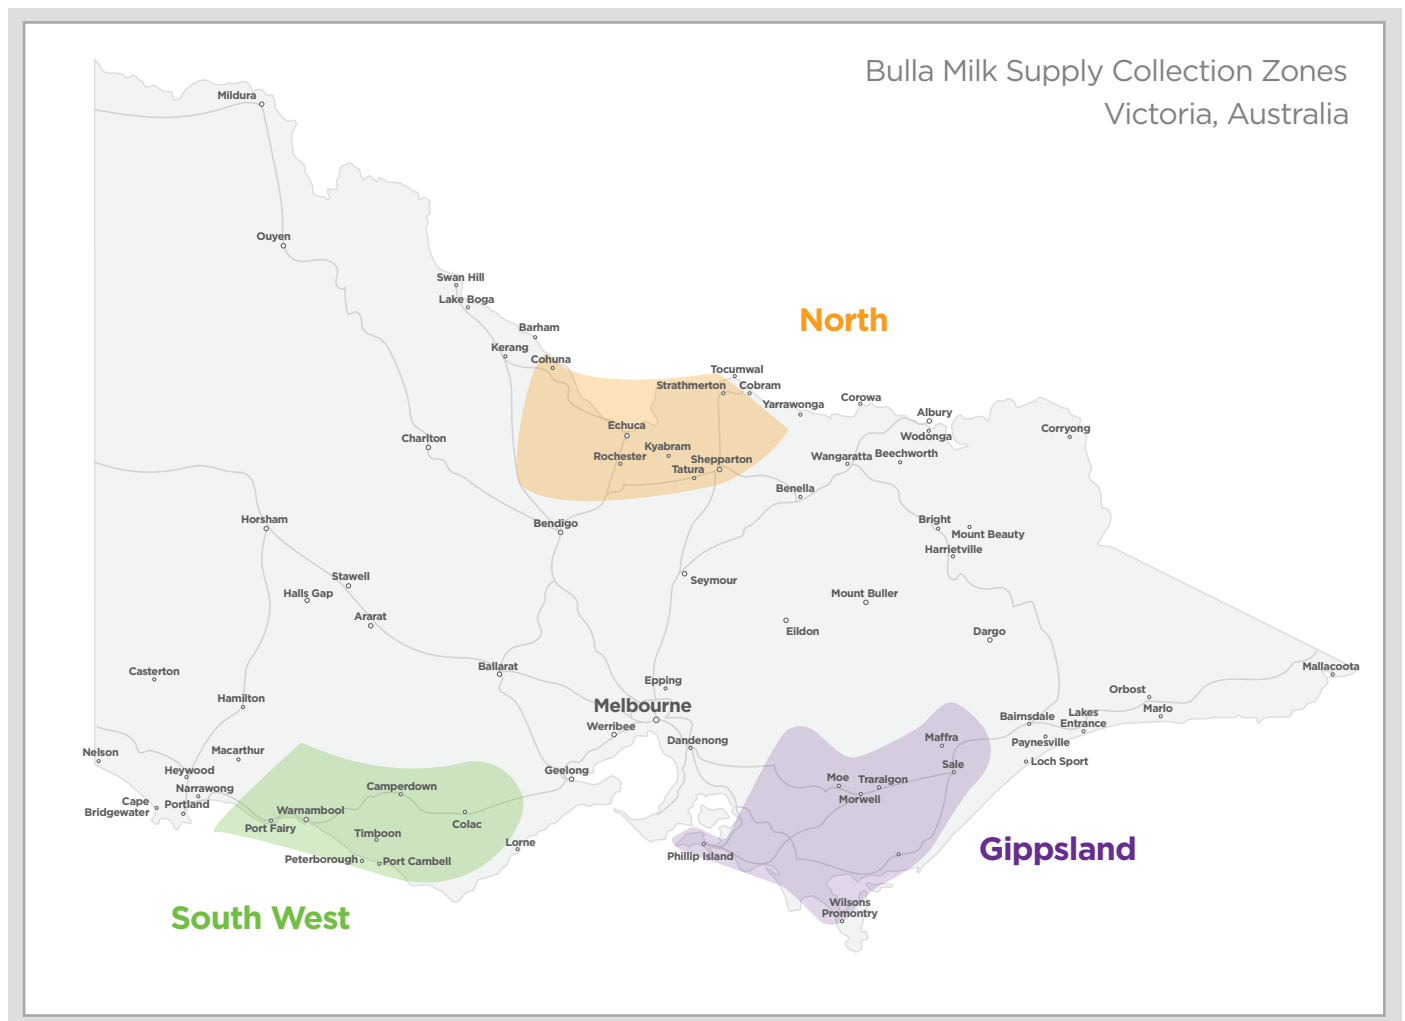 Bulla Milk Supply Collection Zones
Victoria, Australia
Mildura
Ouyen
Swan Hill
Lake Boga
North
Barham
Kerang
Cohuna
Tocumwal
Strathmerton
Cobram
Yarrawonga
Corowa
Albury
Echuca
Corryong
Wodonga
Charlton
Kyabram
Rochester
Shepparton
Wangaratta
Beechworth
Tatura
Benella
Horsham
Bendigo
Bright
Mount Beauty
Harrietville
Stawell
Seymour
Halls Gap
Mount Buller
Ararat
Eildon
Dargo
Ballarat
Mallacoota
Casterton
Epping
Orbost
Hamilton
Melbourne
Marlo
Lakes
Entrance
Bairnsdale
Werribee
Dandenong
Maffra
Paynesville
Nelson
Macarthur
Loch Sport
Sale
Heywood
Geelong
Moe
Traralgon
Narrawong
Camperdown
Morwell
Cape
Bridgewater
Portland
Warnambool
Port Fairy
Colac
Timboon
Lorne
Gippsland
Peterborough
Port Cambell
Phillip Island
Wilsons
Promontry
South West